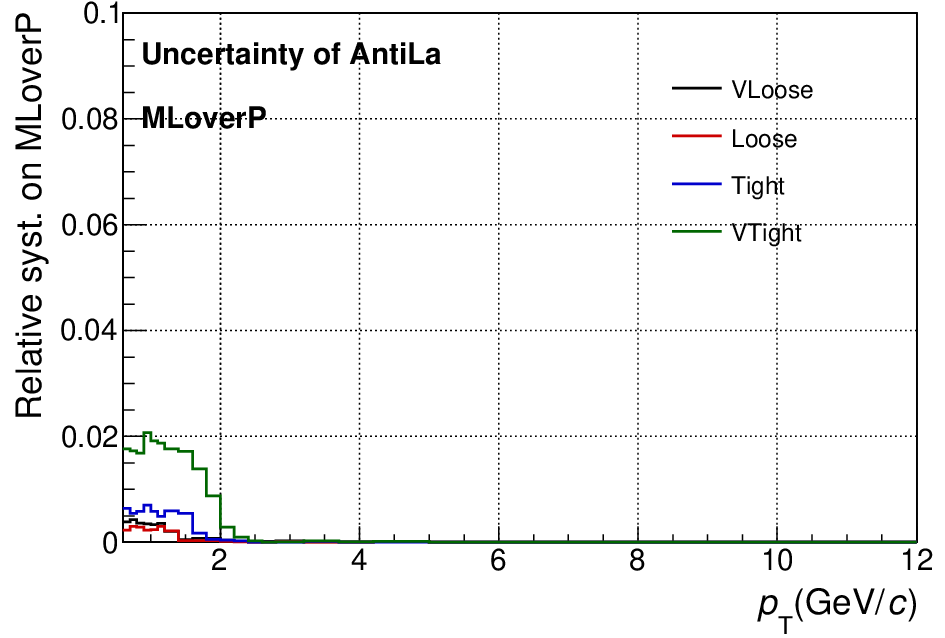 Relative syst. on MLoverP
0.1
0.08
0.06
0.04
0.02
0
Uncertainty of AntiLa
MLoverP
VLoose
Loose
Tight
VTight
2 4 6 8 10 12
p_T(GeV/c)